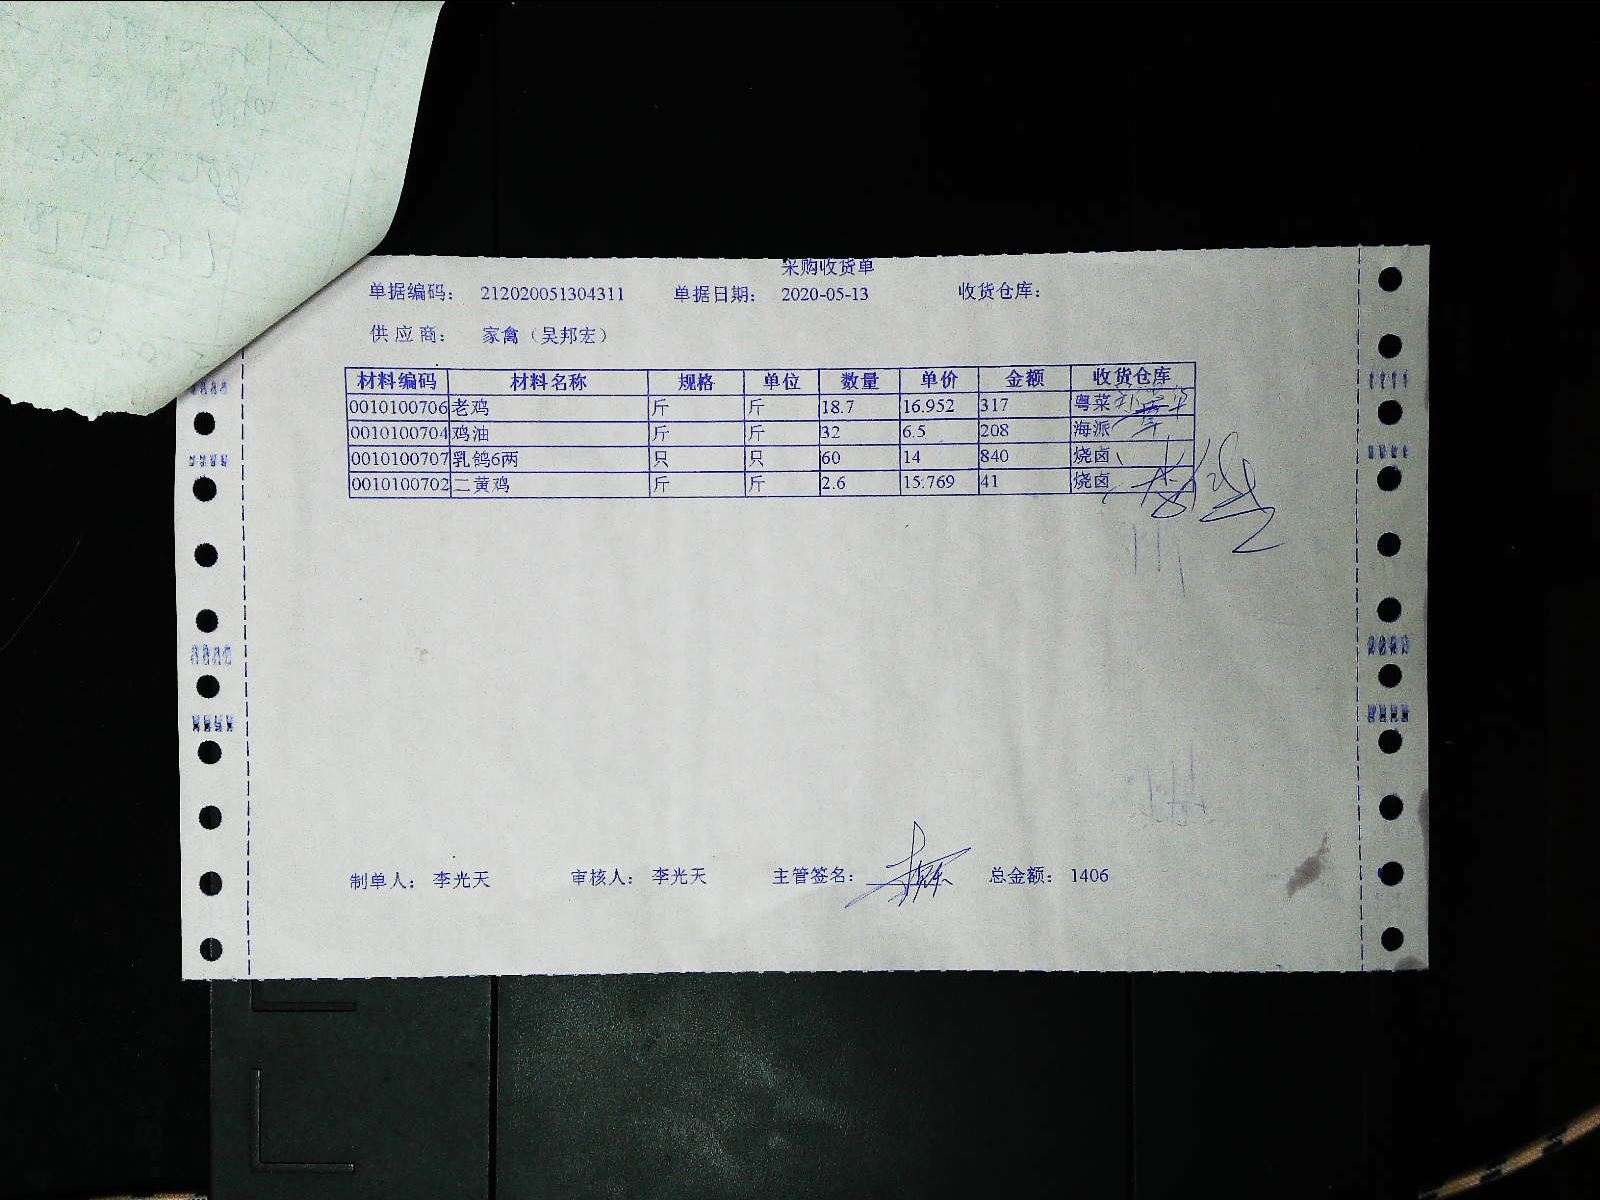 采购收货单
单据编码： 212020051304311 单据日期： 2020-05-13 收货仓库：
供应商： 家禽（吴邦宏）
材料编码 材料名称 规格 单位 数量 单价 金额 收货仓库
0010100706 老鸡 斤 斤 18.7 16.952 317 粤菜
0010100704 鸡油 斤 斤 32 6.5 208 海派
0010100707 乳鸽6两 只 只 60 14 840 烧卤
0010100702 二黄鸡 斤 斤 2.6 15.769 41 烧卤
制单人： 李光天 审核人： 李光天 主管签名： 总金额： 1406